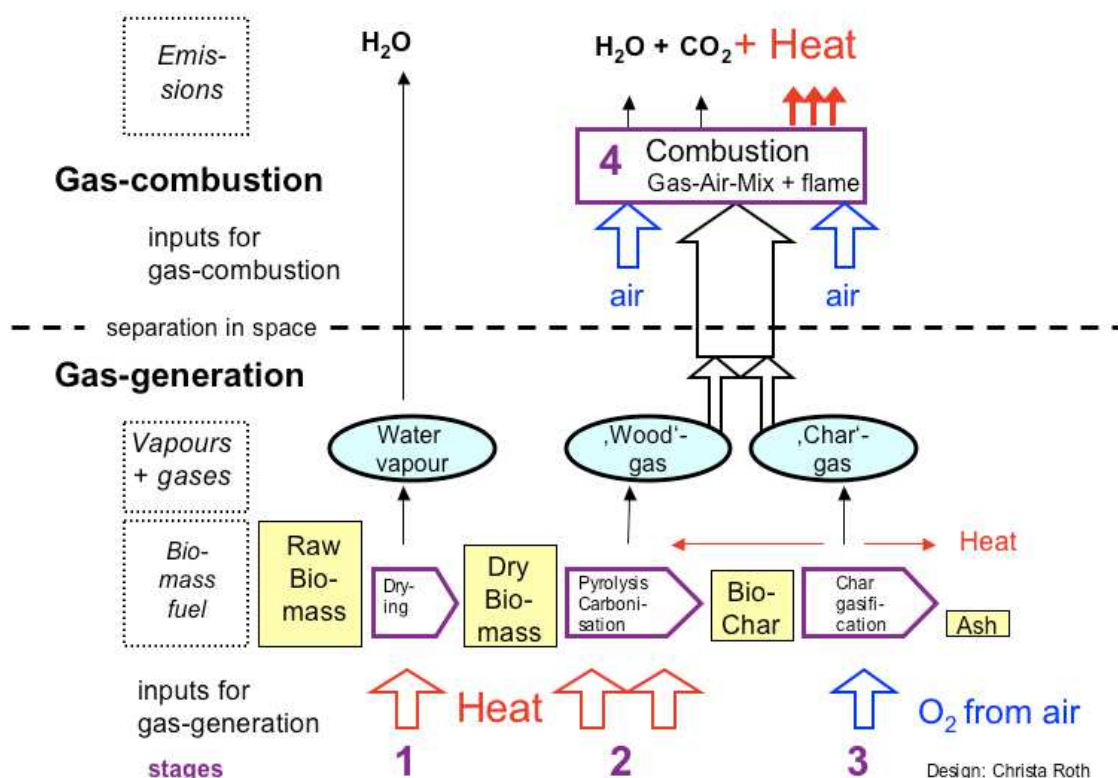 Emis-
sions
H₂O
H₂O + CO₂ + Heat
4 Combustion
Gas-Air-Mix + flame
Gas-combustion
inputs for
gas-combustion
air
air
separation in space
Gas-generation
Vapours
+ gases
Water
vapour
‚Wood‘-
gas
‚Char‘-
gas
Bio-
mass
fuel
Raw
Bio-
mass
Dry-
ing
Dry
Bio-
mass
Pyrolysis
Carboni-
sation
Bio-
Char
Char
gasifi-
cation
Heat
Ash
inputs for
gas-generation
Heat
O₂ from air
stages
1
2
3
Design: Christa Roth